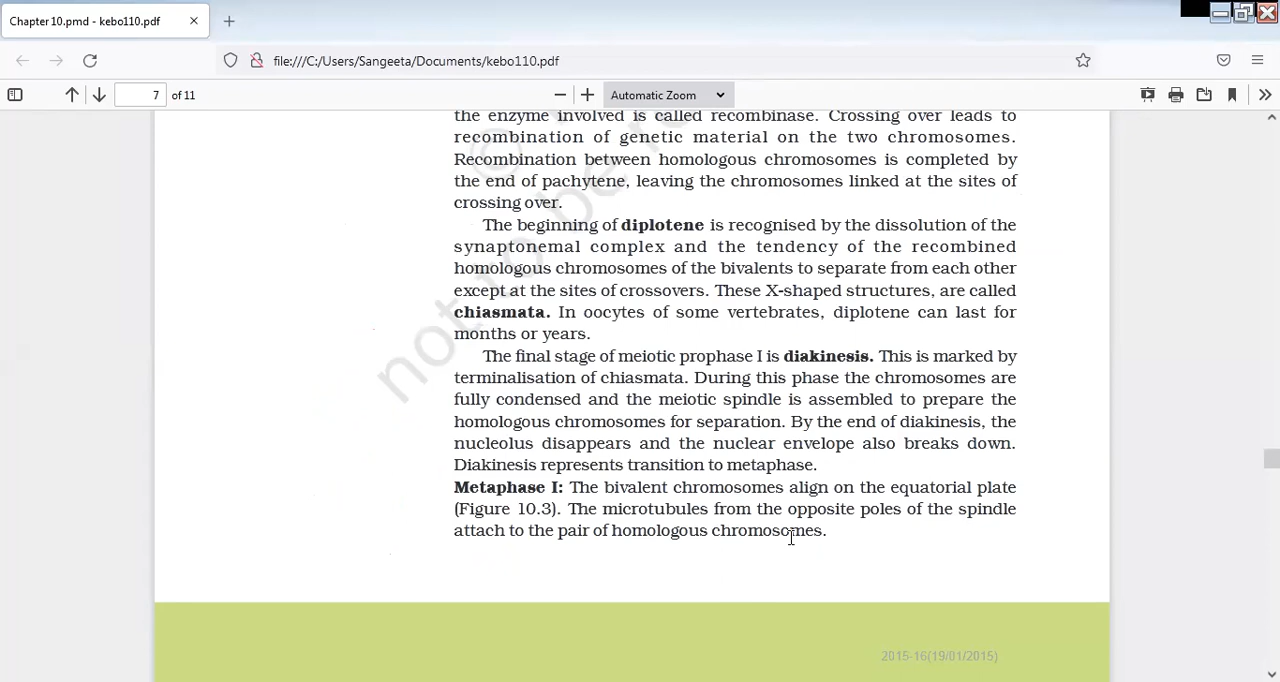 Chapter 10.pmd - kebo110.pdf
file:///C:/Users/Sangeeta/Documents/kebo110.pdf
7 of 11
Automatic Zoom
the enzyme involved is called recombinase. Crossing over leads to
recombination of genetic material on the two chromosomes.
Recombination between homologous chromosomes is completed by
the end of pachytene, leaving the chromosomes linked at the sites of
crossing over.
The beginning of diplotene is recognised by the dissolution of the
synaptonemal complex and the tendency of the recombined
homologous chromosomes of the bivalents to separate from each other
except at the sites of crossovers. These X-shaped structures, are called
chiasmata. In oocytes of some vertebrates, diplotene can last for
months or years.
The final stage of meiotic prophase I is diakinesis. This is marked by
terminalisation of chiasmata. During this phase the chromosomes are
fully condensed and the meiotic spindle is assembled to prepare the
homologous chromosomes for separation. By the end of diakinesis, the
nucleolus disappears and the nuclear envelope also breaks down.
Diakinesis represents transition to metaphase.
Metaphase I: The bivalent chromosomes align on the equatorial plate
(Figure 10.3). The microtubules from the opposite poles of the spindle
attach to the pair of homologous chromosomes.
not to be
©
2015-16(19/01/2015)